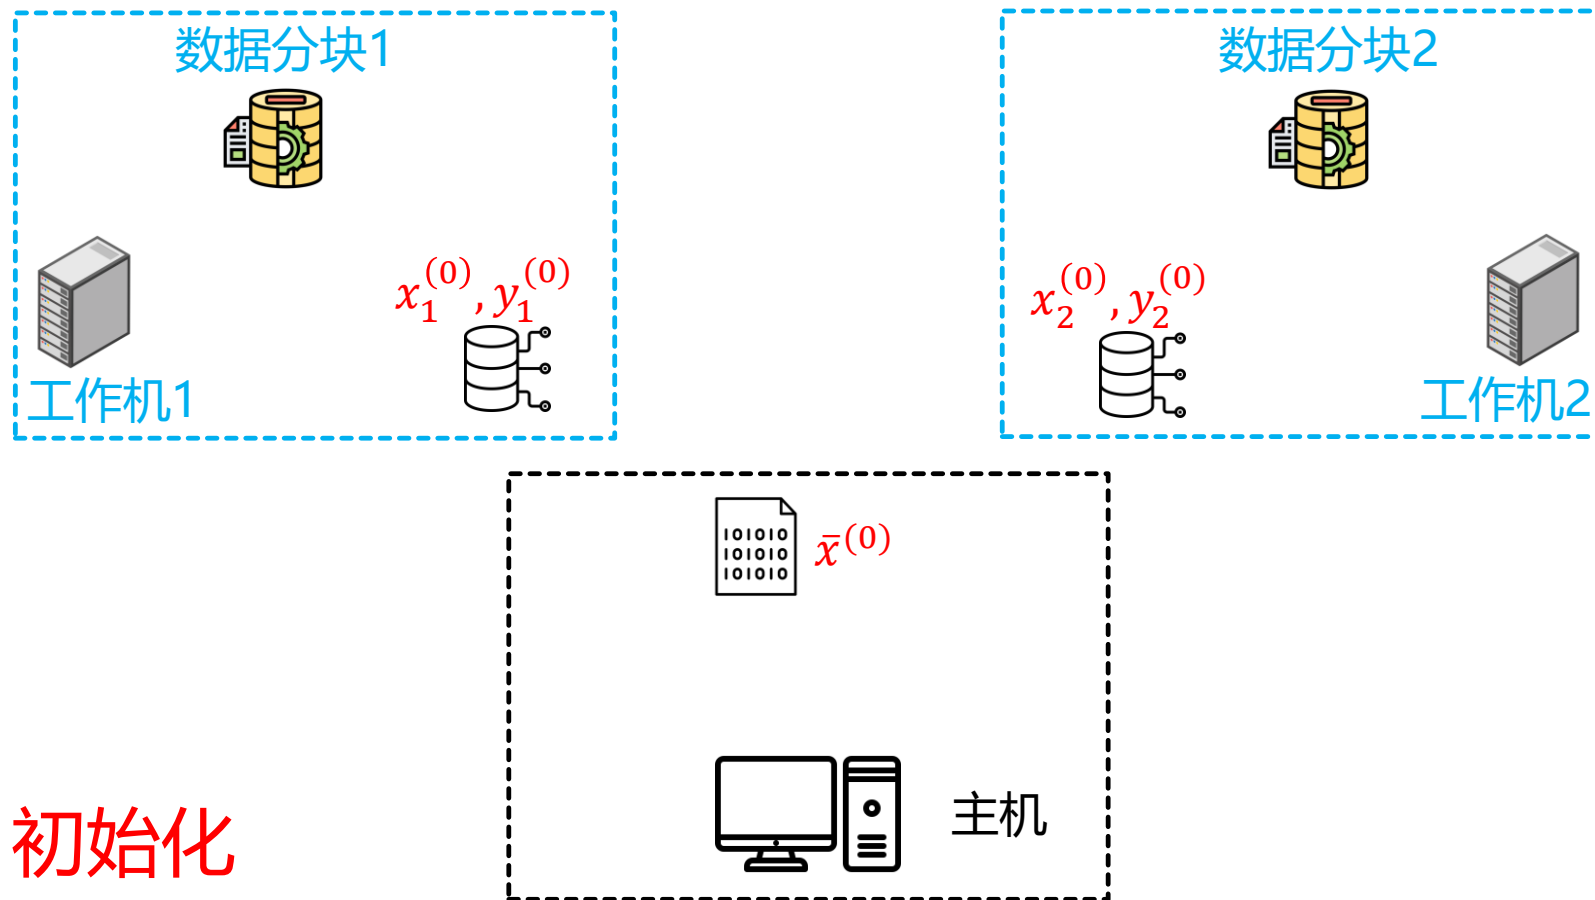 数据分块1
数据分块2
x_1^{(0)}, y_1^{(0)}
x_2^{(0)}, y_2^{(0)}
工作机1
工作机2
101010
101010
101010
x̄^{(0)}
主机
初始化